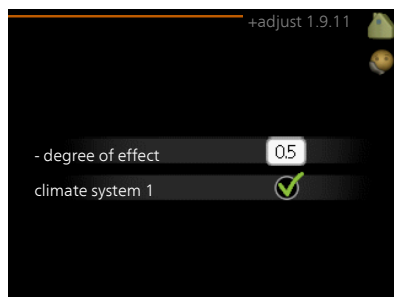 +adjust 1.9.11
- degree of effect 0.5
climate system 1